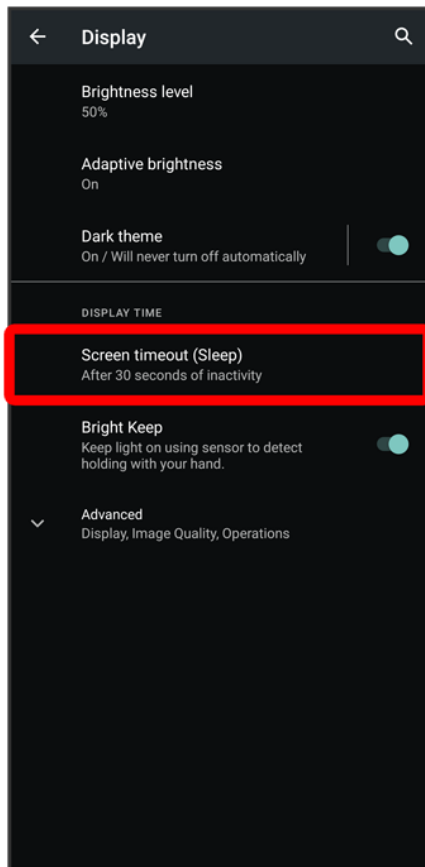 Display
Brightness level
50%
Adaptive brightness
On
Dark theme
On / Will never turn off automatically
DISPLAY TIME
Screen timeout (Sleep)
After 30 seconds of inactivity
Bright Keep
Keep light on using sensor to detect
holding with your hand.
Advanced
Display, Image Quality, Operations